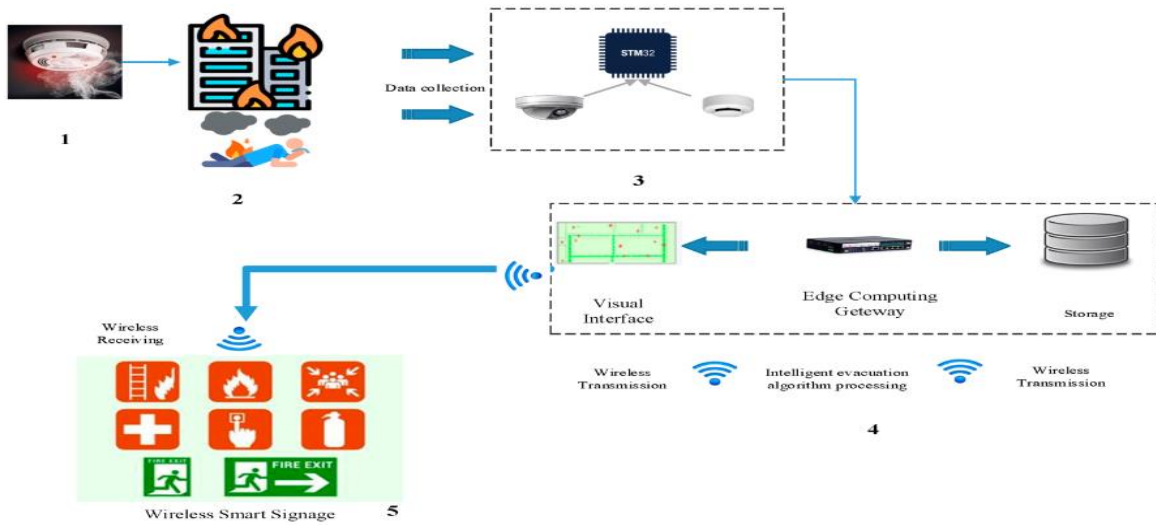 1
2
Data collection
STM32
3
Visual
Interface
Edge Computing
Geteway
Storage
Wireless
Transmission
Intelligent evacuation
algorithm processing
Wireless
Transmission
4
Wireless
Receiving
FIRE EXIT
FIRE EXIT
Wireless Smart Signage
5